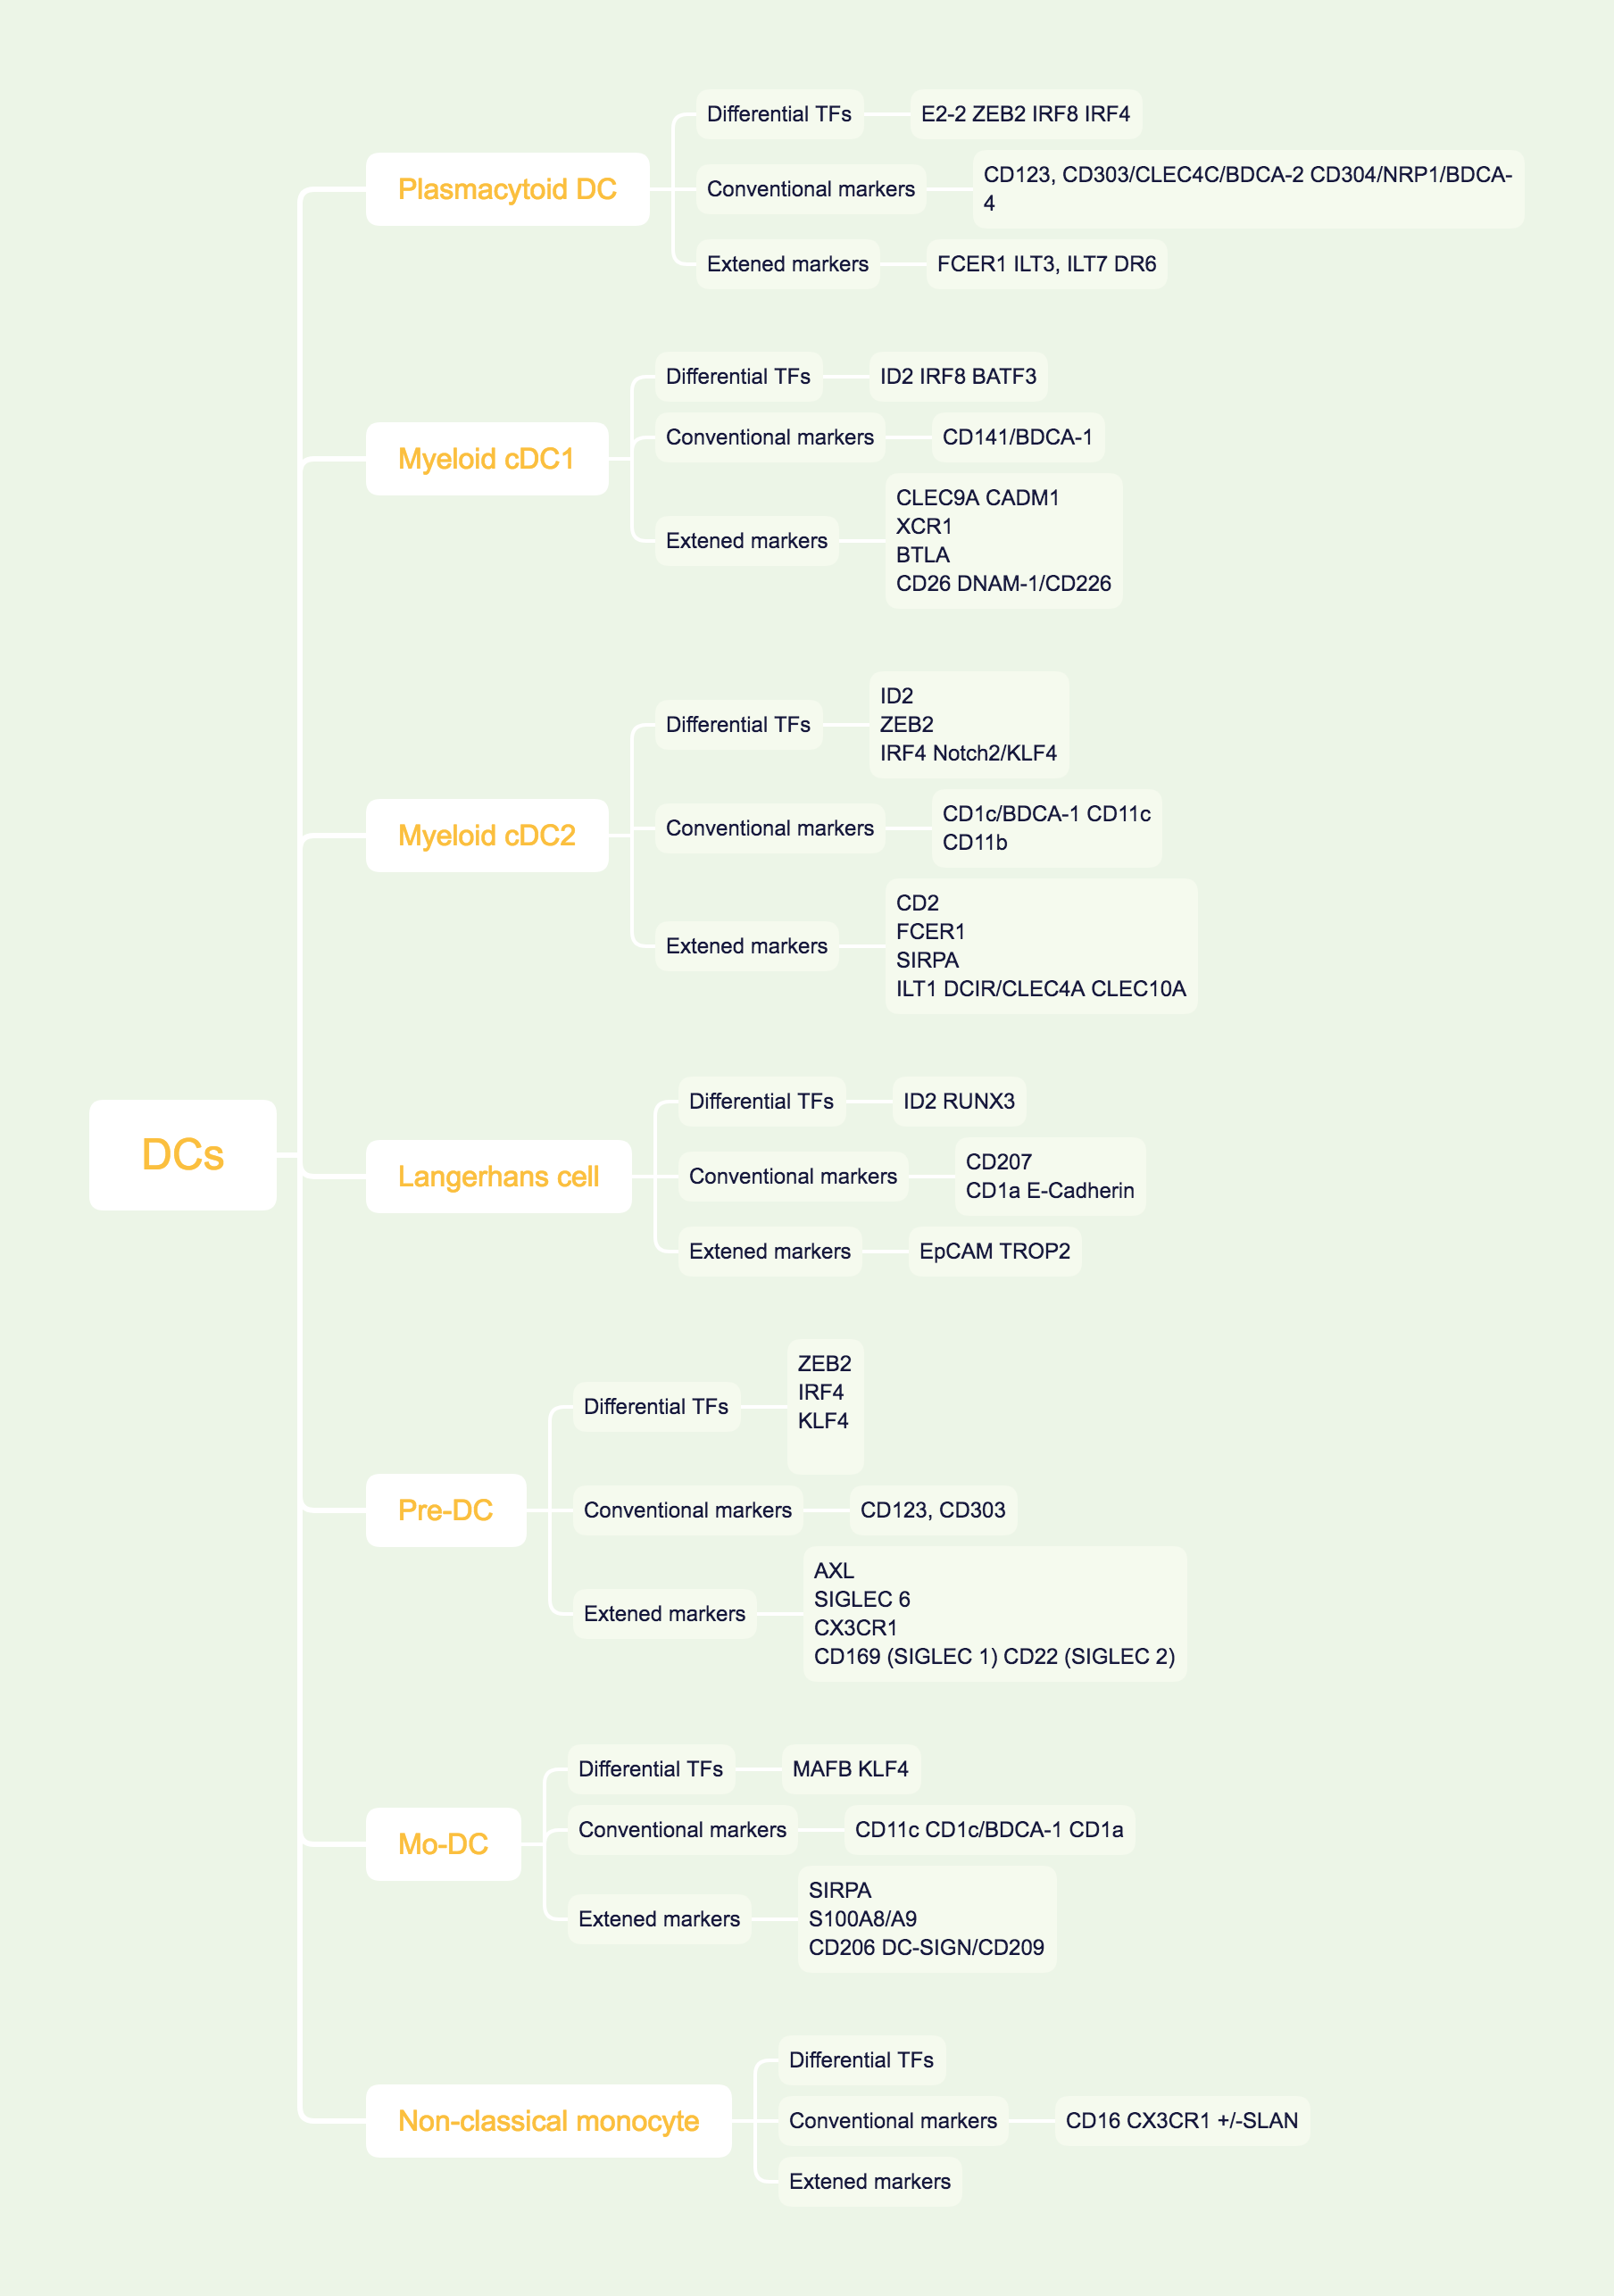 DCs
Plasmacytoid DC
Differential TFs
E2-2 ZEB2 IRF8 IRF4
Conventional markers
CD123, CD303/CLEC4C/BDCA-2 CD304/NRP1/BDCA-
4
Extened markers
FCER1 ILT3, ILT7 DR6
Myeloid cDC1
Differential TFs
ID2 IRF8 BATF3
Conventional markers
CD141/BDCA-1
Extened markers
CLEC9A CADM1
XCR1
BTLA
CD26 DNAM-1/CD226
Myeloid cDC2
Differential TFs
ID2
ZEB2
IRF4 Notch2/KLF4
Conventional markers
CD1c/BDCA-1 CD11c
CD11b
Extened markers
CD2
FCER1
SIRPA
ILT1 DCIR/CLEC4A CLEC10A
Langerhans cell
Differential TFs
ID2 RUNX3
Conventional markers
CD207
CD1a E-Cadherin
Extened markers
EpCAM TROP2
Pre-DC
Differential TFs
ZEB2
IRF4
KLF4
Conventional markers
CD123, CD303
Extened markers
AXL
SIGLEC 6
CX3CR1
CD169 (SIGLEC 1) CD22 (SIGLEC 2)
Mo-DC
Differential TFs
MAFB KLF4
Conventional markers
CD11c CD1c/BDCA-1 CD1a
Extened markers
SIRPA
S100A8/A9
CD206 DC-SIGN/CD209
Non-classical monocyte
Differential TFs
Conventional markers
CD16 CX3CR1 +/-SLAN
Extened markers